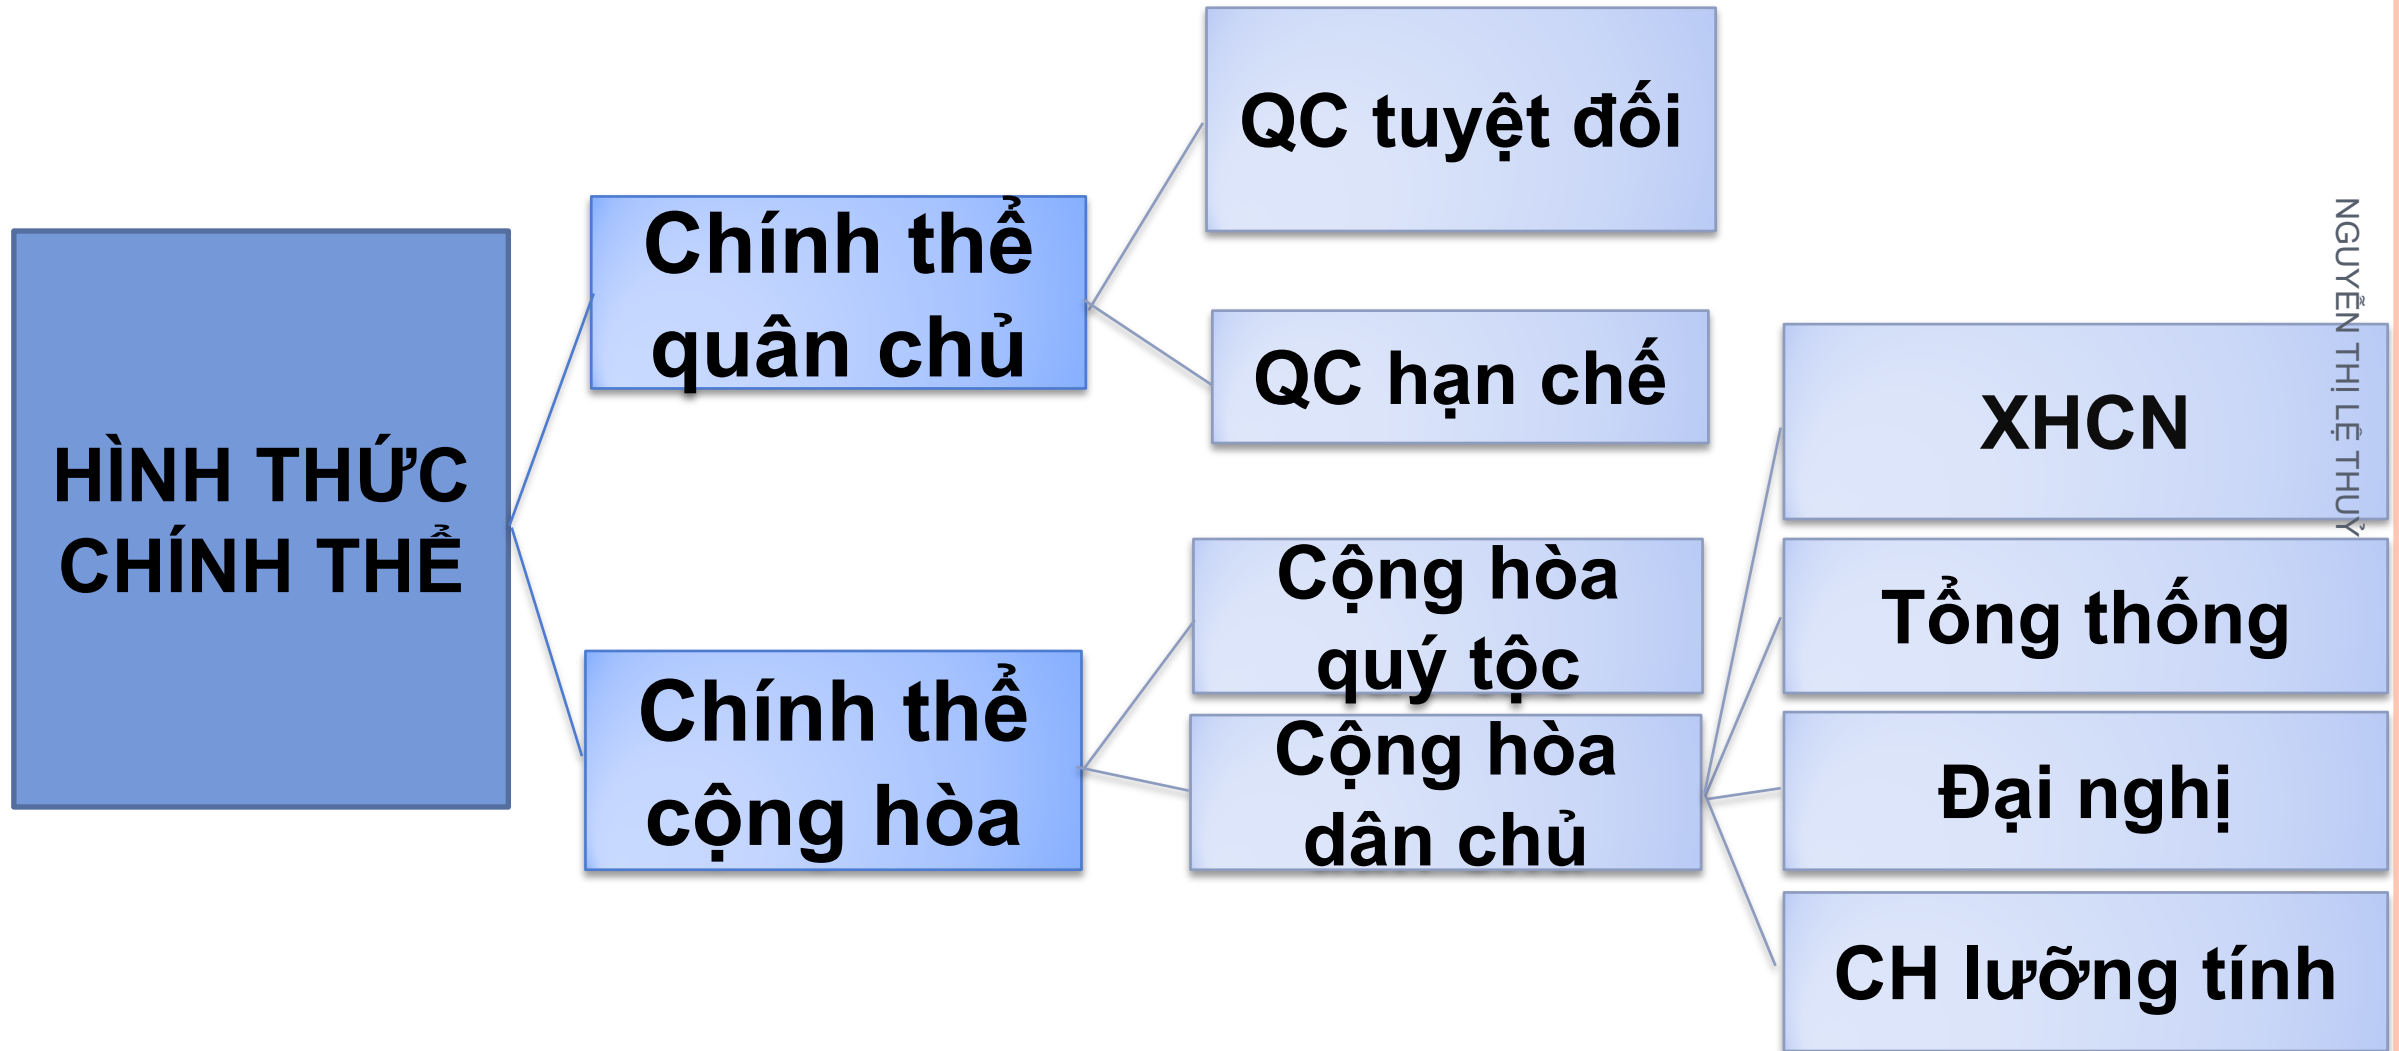 HÌNH THỨC
CHÍNH THỂ
Chính thể
quân chủ
QC tuyệt đối
QC hạn chế
Chính thể
cộng hòa
Cộng hòa
quý tộc
Cộng hòa
dân chủ
XHCN
Tổng thống
Đại nghị
CH lưỡng tính
NGUYỄN THỊ LỆ THUỶ